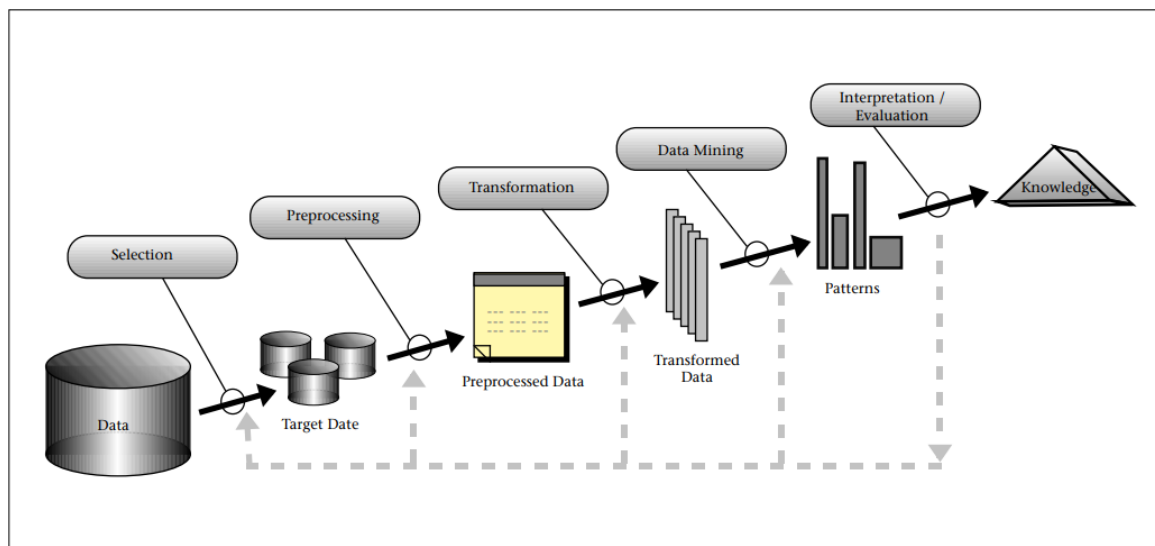 Interpretation /
Evaluation
Data Mining
Transformation
Preprocessing
Selection
Knowledge
Patterns
Transformed
Data
Preprocessed Data
Target Date
Data